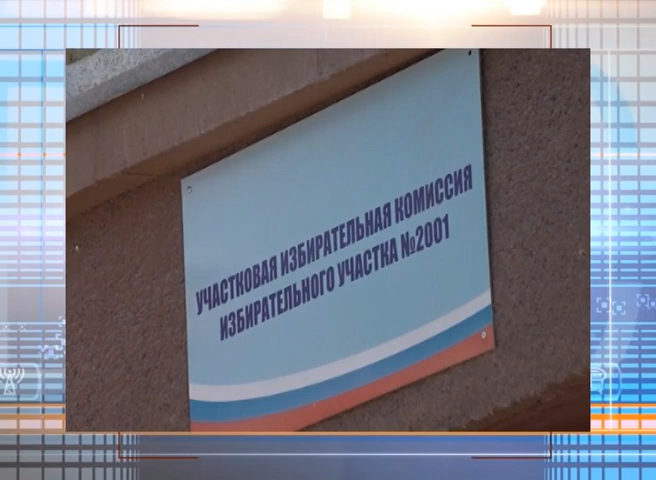 УЧАСТКОВАЯ ИЗБИРАТЕЛЬНАЯ КОМИССИЯ
ИЗБИРАТЕЛЬНОГО УЧАСТКА №2001